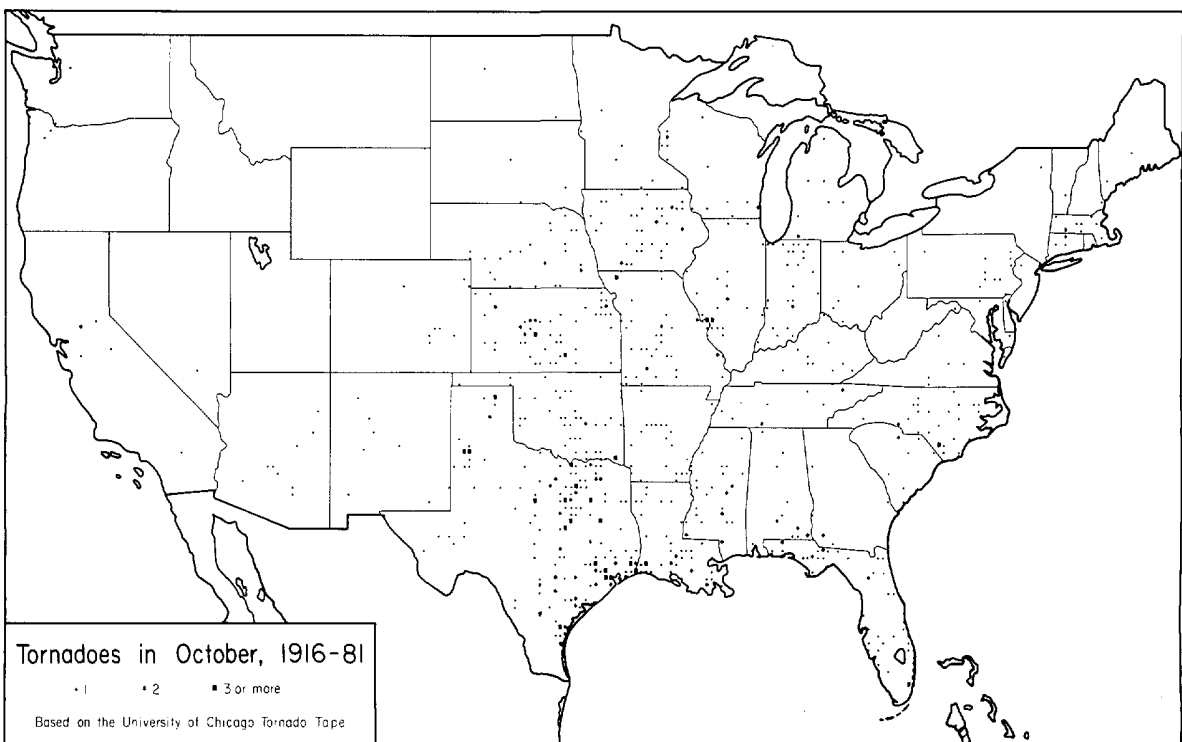 Tornadoes in October, 1916-81
1 2 3 or more
Based on the University of Chicago Tornado Tape